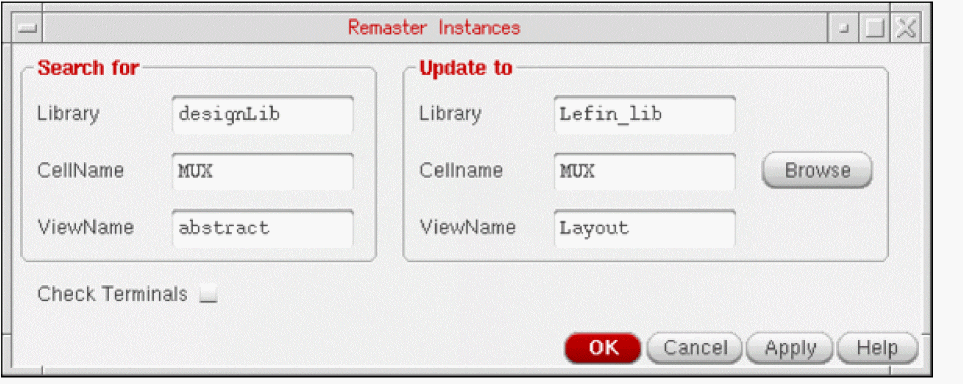 Remaster Instances
Search for
Update to
Library designLib
Library Lefin_lib
CellName MUX
Cellname MUX Browse
ViewName abstract
ViewName Layout
Check Terminals
OK Cancel Apply Help